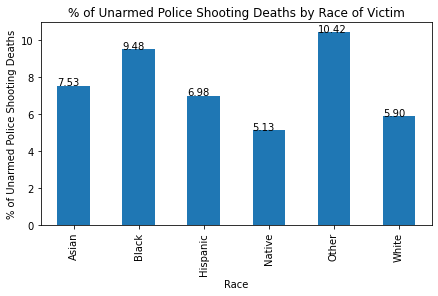 % of Unarmed Police Shooting Deaths by Race of Victim
% of Unarmed Police Shooting Deaths
10
8
6
4
2
0
7.53
9.48
6.98
5.13
10.42
5.90
Asian
Black
Hispanic
Native
Other
White
Race